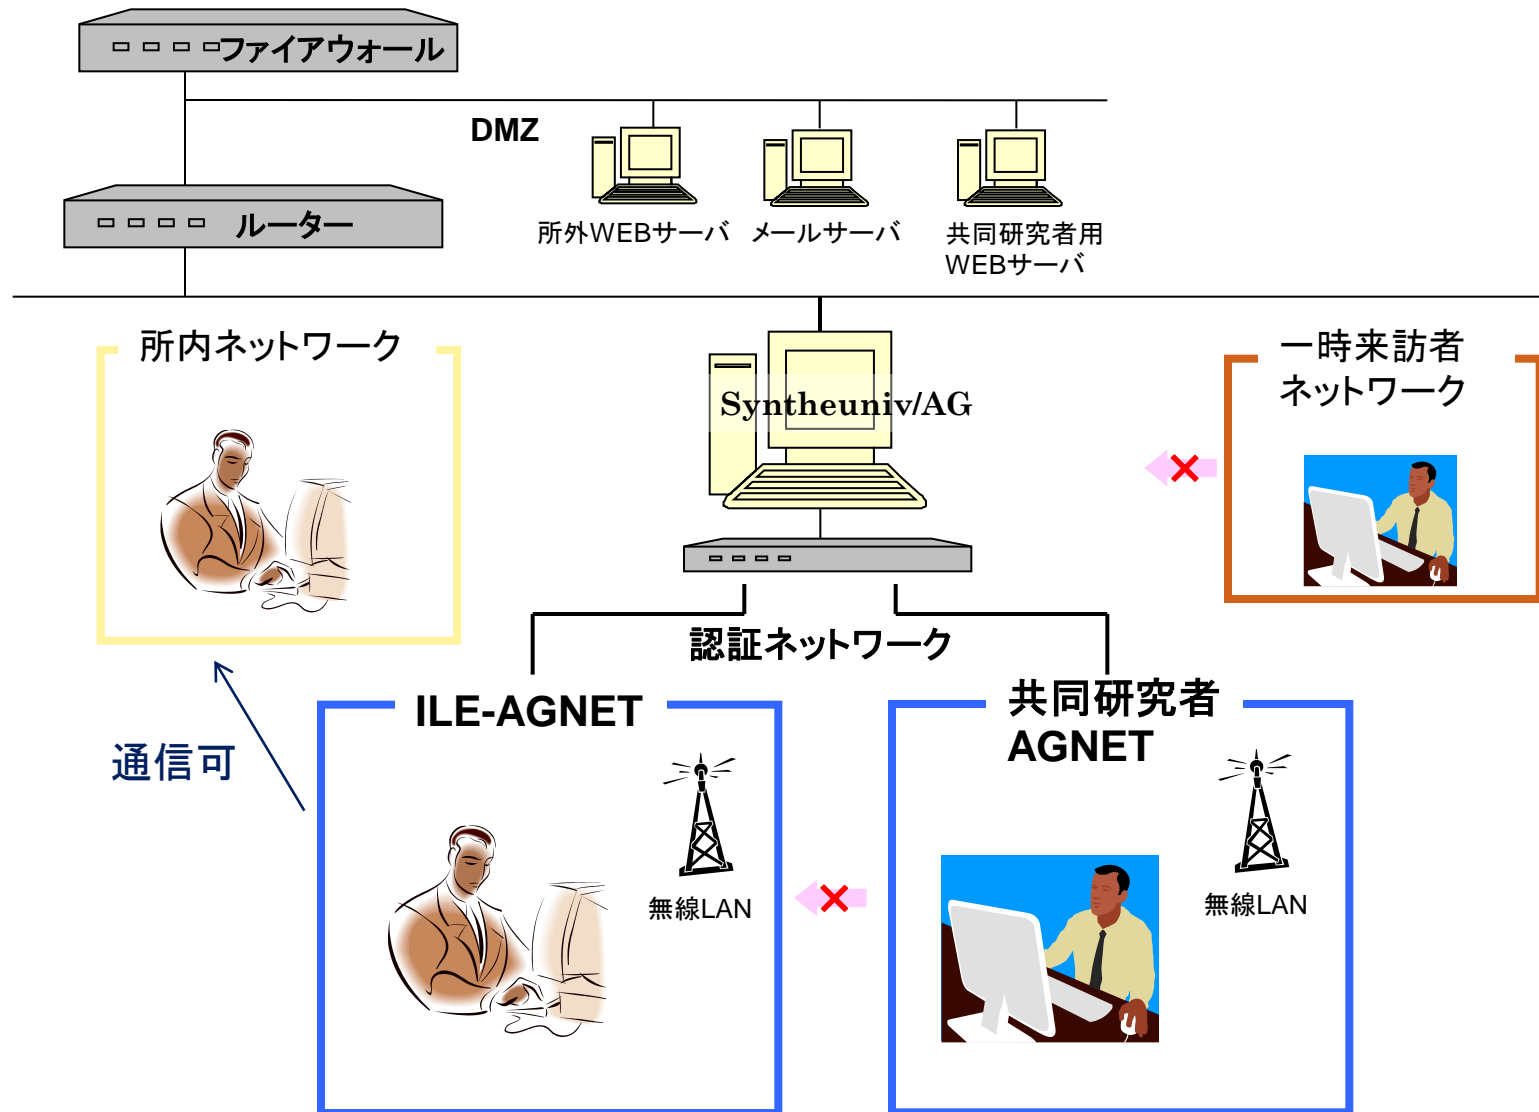 ファイアウォール
DMZ
ルーター
所外WEBサーバ
メールサーバ
共同研究者用
WEBサーバ
所内ネットワーク
Syntheuniv/AG
一時来訪者
ネットワーク
認証ネットワーク
通信可
ILE-AGNET
無線LAN
共同研究者
AGNET
無線LAN